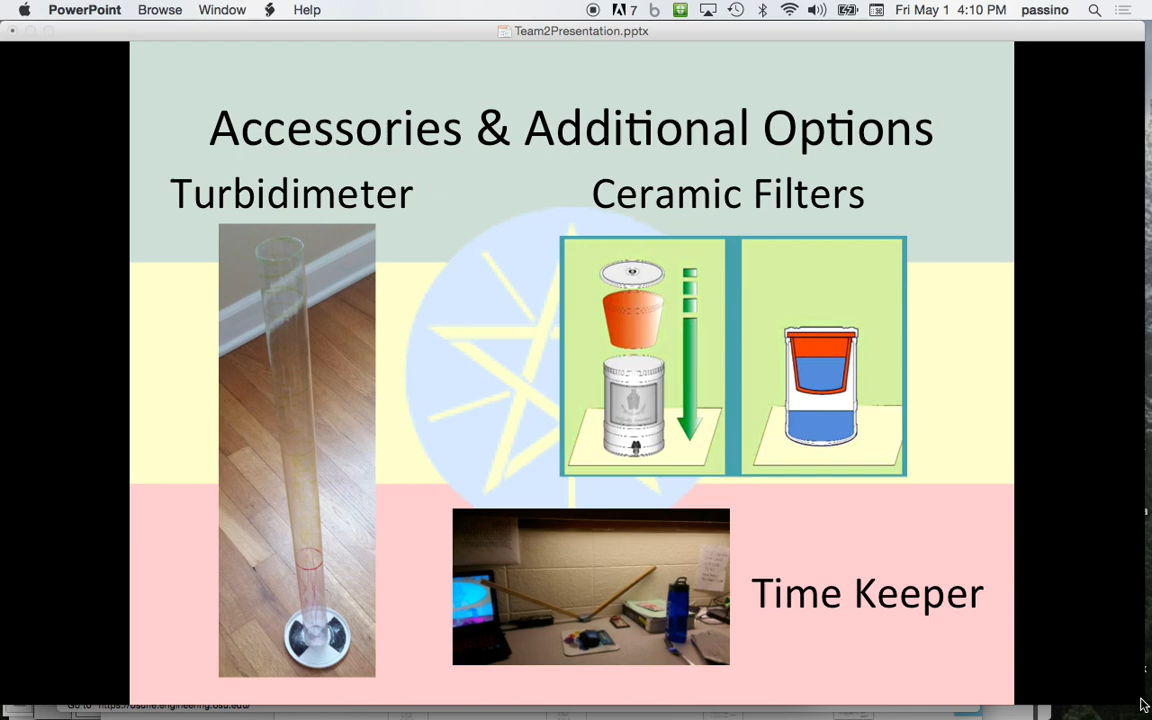 PowerPoint Browse Window Help 7 Fri May 1 4:10 PM passino
Team2Presentation.pptx
Accessories & Additional Options
Turbidimeter Ceramic Filters
Time Keeper